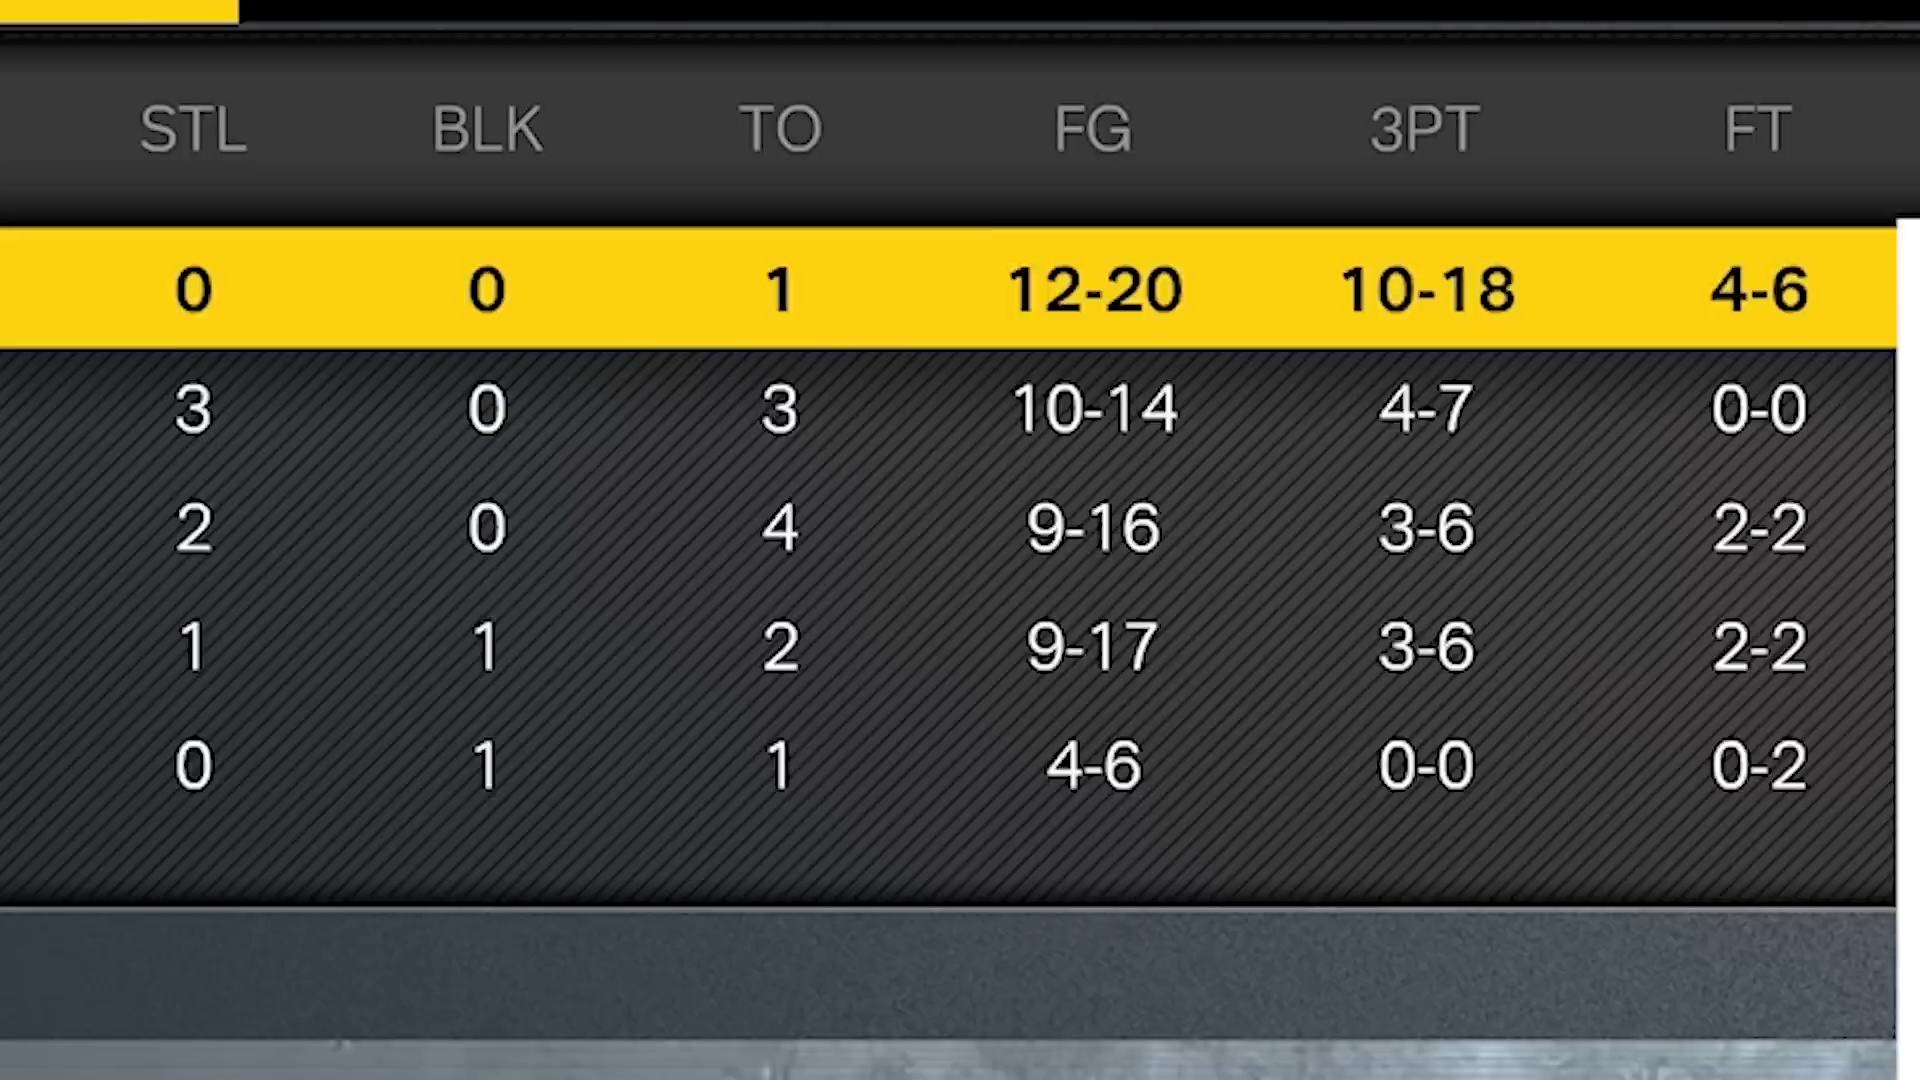 STL BLK TO FG 3PT FT
0 0 1 12-20 10-18 4-6
3 0 3 10-14 4-7 0-0
2 0 4 9-16 3-6 2-2
1 1 2 9-17 3-6 2-2
0 1 1 4-6 0-0 0-2